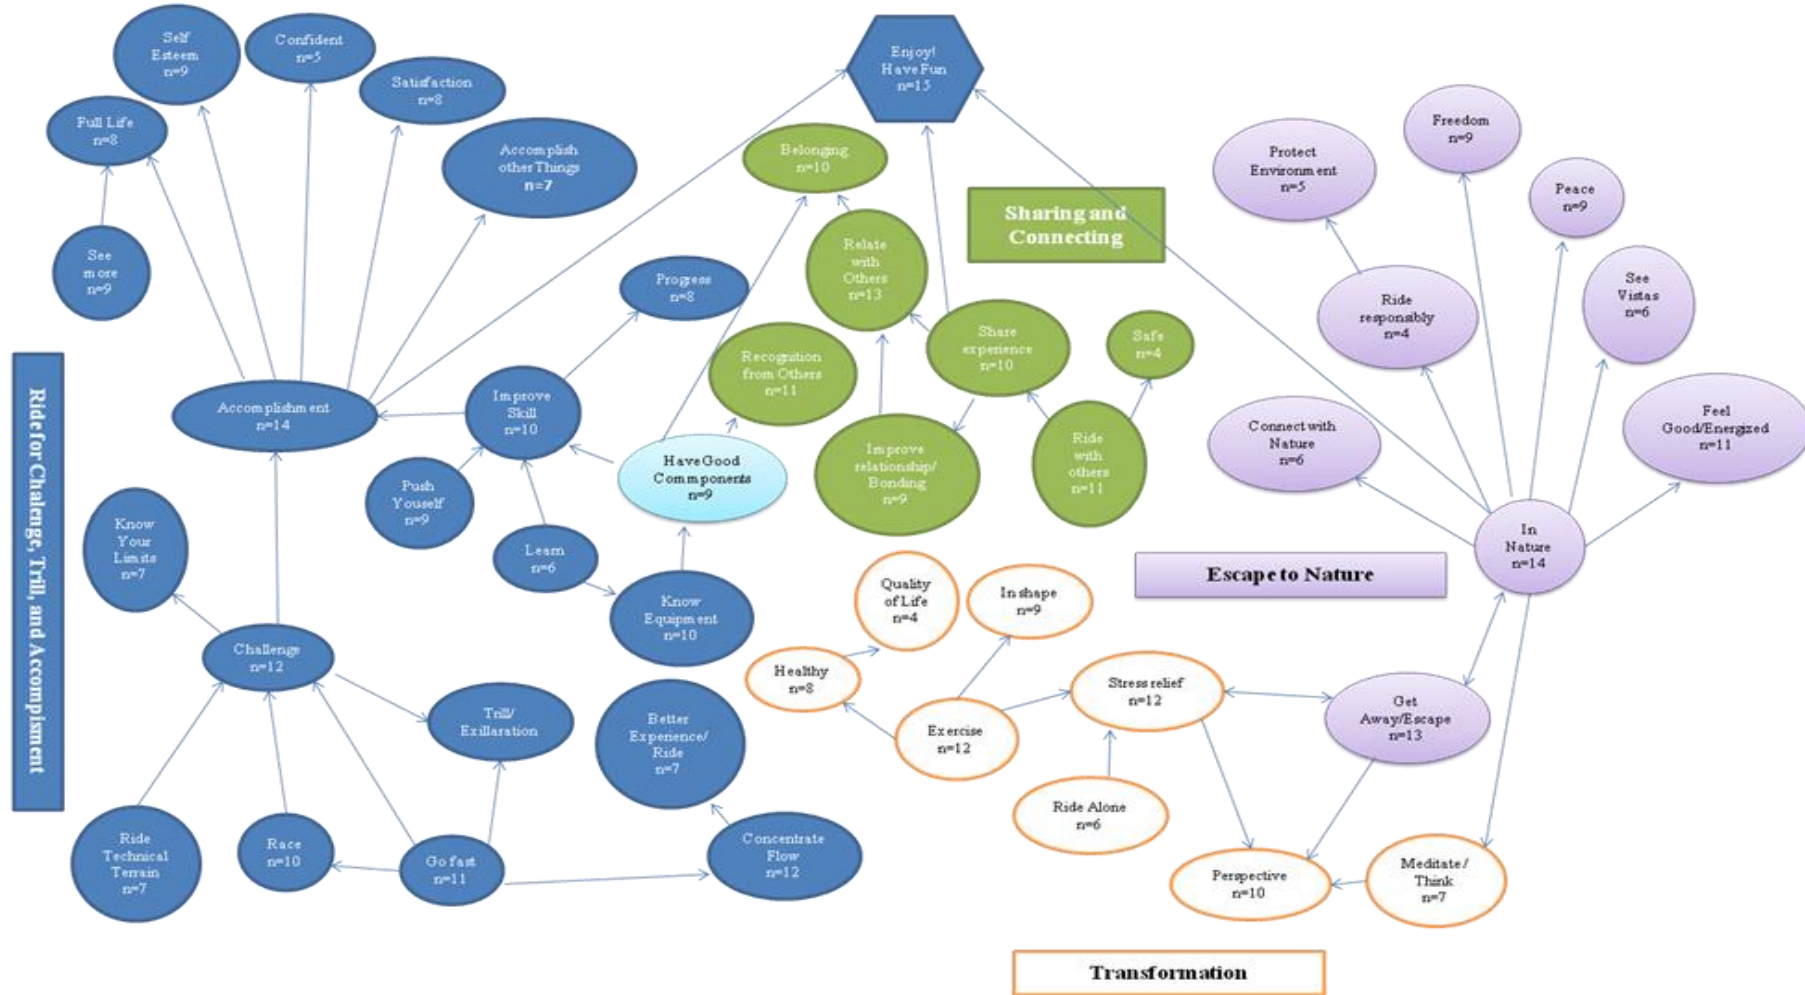 Self
Esteem
n=9
Confident
n=5
Satisfaction
n=8
Full Life
n=8
Accomplish
otherThings
n=7
See
more
n=9
Enjoy!
Have Fun
n=15
Belonging
n=10
Sharing and
Connecting
Relate
with
Others
n=13
Progress
n=8
Share
experience
n=10
Safe
n=4
Recognition
from Others
n=11
Improve
Skill
n=10
Accomplishment
n=14
Have Good
Commponents
n=9
Improve
relationship/
Bonding
n=9
Ride
with
others
n=11
Push
Youself
n=9
Learn
n=6
Know
Equipment
n=10
Know
Your
Limits
n=7
Challenge
n=12
Trill/
Exillaration
Better
Experience/
Ride
n=7
Ride
Technical
Terrain
n=7
Race
n=10
Go fast
n=11
Concentrate
Flow
n=12
Ride for Chalenge, Trill, and Accompisment
Freedom
n=9
Protect
Environment
n=5
Peace
n=9
See
Vistas
n=6
Ride
responsibly
n=4
Connect with
Nature
n=6
Feel
Good/Energized
n=11
In
Nature
n=14
Escape to Nature
Get
Away/Escape
n=13
Quality
of Life
n=4
In shape
n=9
Healthy
n=8
Stress relief
n=12
Exercise
n=12
Ride Alone
n=6
Perspective
n=10
Meditate/
Think
n=7
Transformation